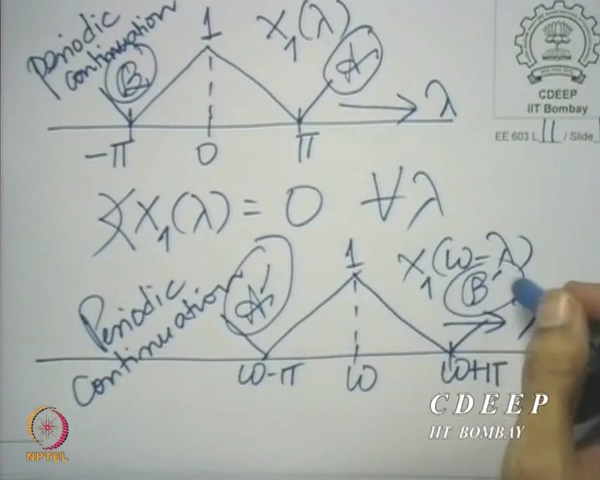 Periodic continuation
B
1
X₁(λ)
A
λ
-π 0 π
CDEEP
IIT Bombay
EE 603 L 11 / Slide
∢X₁(λ) = 0 ∀λ
Periodic continuation
A'
1
X₁(ω-λ)
B'
ω-π ω ω+π
CDEEP
IIT BOMBAY
NPTEL